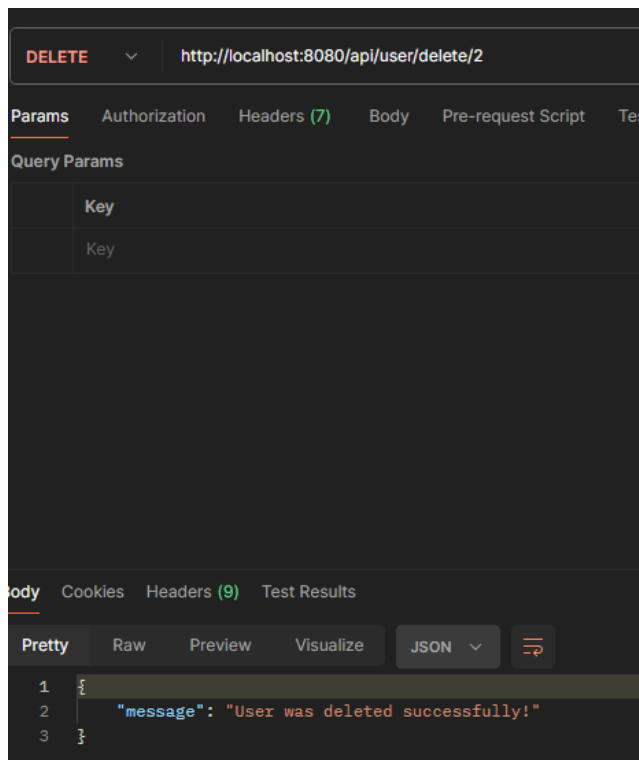 DELETE http://localhost:8080/api/user/delete/2
Params Authorization Headers (7) Body Pre-request Script
Query Params
Key
Key
Body Cookies Headers (9) Test Results
Pretty Raw Preview Visualize JSON
1 {
2 "message": "User was deleted successfully!"
3 }